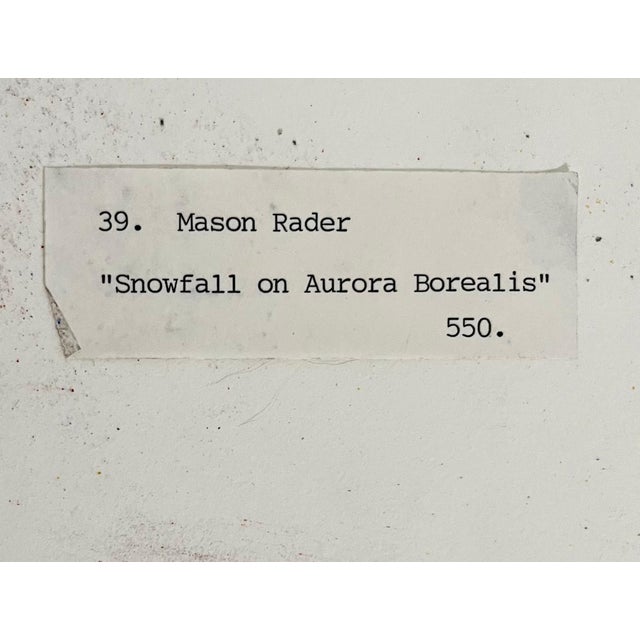 39. Mason Rader
"Snowfall on Aurora Borealis"
550.